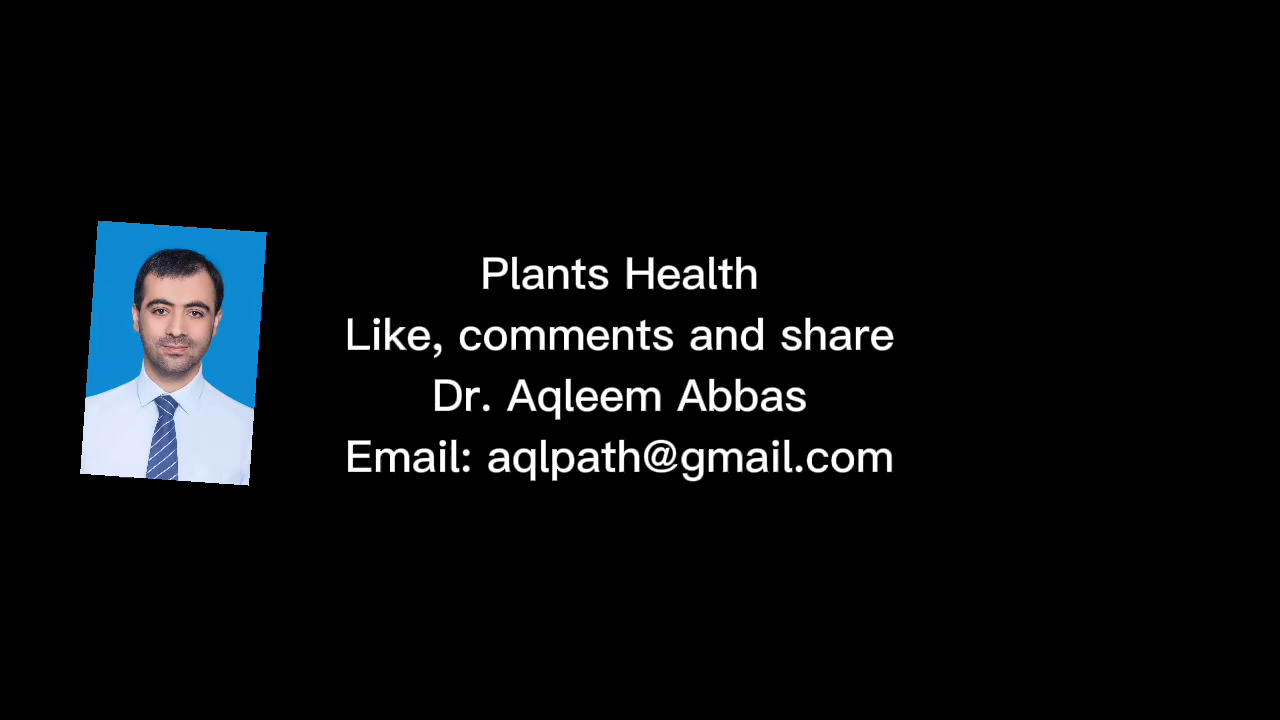 Plants Health
Like, comments and share
Dr. Aqleem Abbas
Email: aqlpath@gmail.com